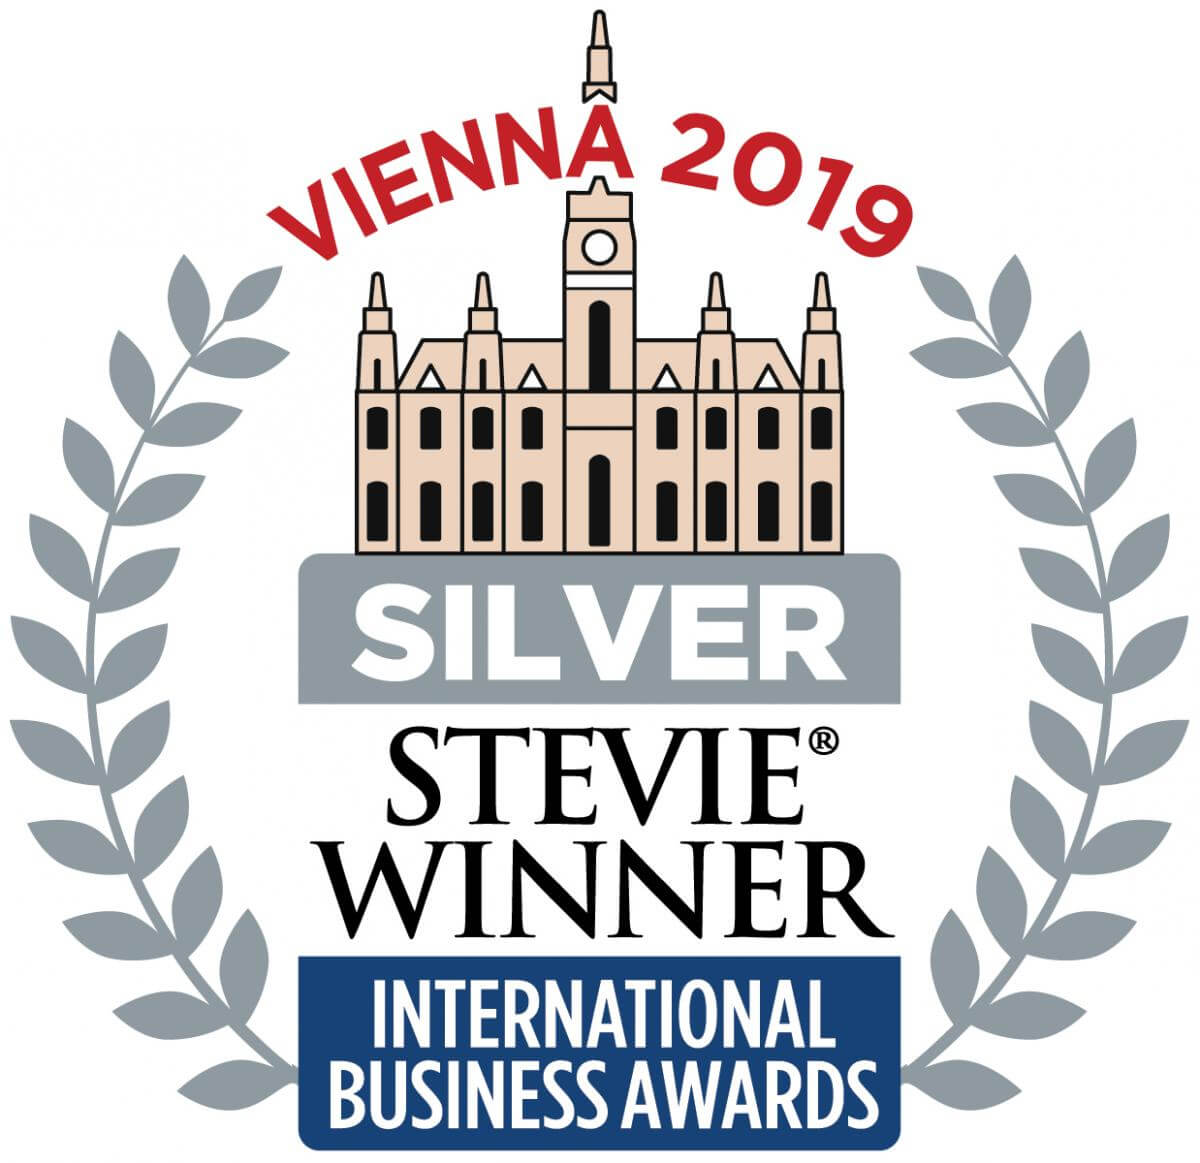 VIENNA 2019
SILVER
STEVIE®
WINNER
INTERNATIONAL
BUSINESS AWARDS